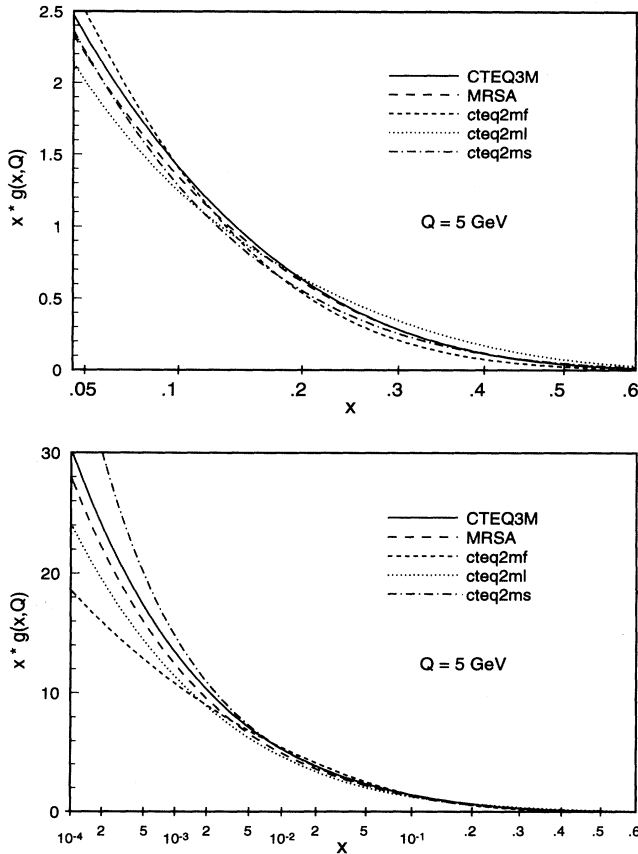 2.5
2
1.5
1
0.5
0
x * g(x,Q)
CTEQ3M
MRSA
cteq2mf
cteq2ml
cteq2ms
Q = 5 GeV
.05 .1 .2 .3 .4 .5 .6
x
30
20
10
0
x * g(x,Q)
CTEQ3M
MRSA
cteq2mf
cteq2ml
cteq2ms
Q = 5 GeV
10-4 2 5 10-3 2 5 10-2 2 5 10-1 .2 .3 .4 .5 .6
x